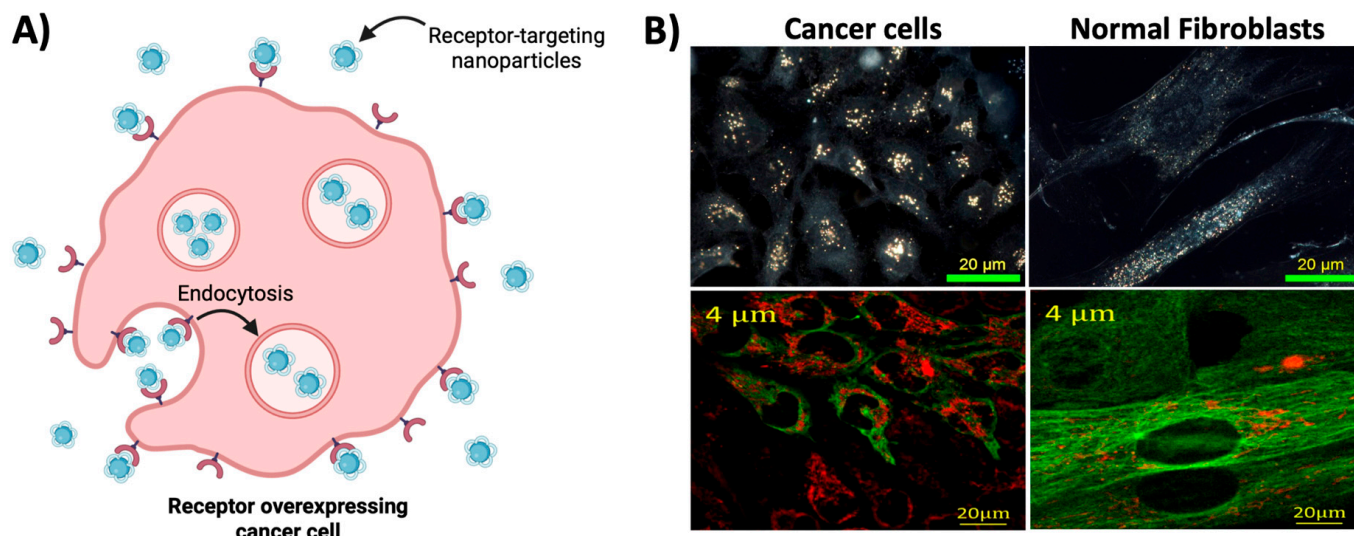 A)
Receptor-targeting
nanoparticles
Endocytosis
Receptor overexpressing
cancer cell
B)
Cancer cells
Normal Fibroblasts
20 μm
20 μm
4 μm
4 μm
20μm
20μm